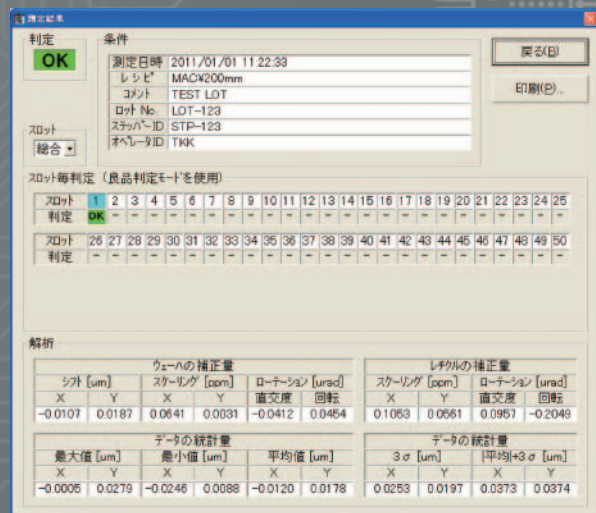 測定結果
判定
OK
条件
測定日時 2011/01/01 11:22:33
レシピ MAC¥200mm
コメント TEST LOT
ロット No. LOT-123
ステッパーID STP-123
オペレータID TKK
戻る(B)
印刷(P)...
スロット
総合
スロット毎判定（良品判定モードを使用）
スロット 1 2 3 4 5 6 7 8 9 10 11 12 13 14 15 16 17 18 19 20 21 22 23 24 25
判定 OK - - - - - - - - - - - - - - - - - - - - - - - -
スロット 26 27 28 29 30 31 32 33 34 35 36 37 38 39 40 41 42 43 44 45 46 47 48 49 50
判定 - - - - - - - - - - - - - - - - - - - - - - - - -
解析
ウェーハの補正量
シフト [um] スケーリング [ppm] ローテーション [urad]
X Y X Y 直交度 回転
-0.0107 0.0187 0.0641 0.0031 -0.0412 0.0454
レチクルの補正量
スケーリング [ppm] ローテーション [urad]
X Y 直交度 回転
0.1053 0.0561 0.0957 -0.2049
データの統計量
最大値 [um] 最小値 [um] 平均値 [um]
X Y X Y X Y
-0.0005 0.0279 -0.0246 0.0088 -0.0120 0.0178
データの統計量
3σ [um] |平均|+3σ [um]
X Y X Y
0.0253 0.0197 0.0373 0.0374